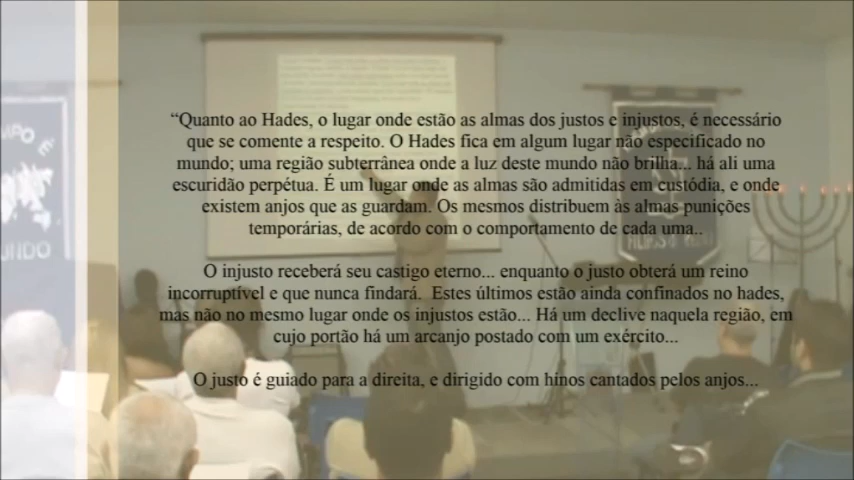 “Quanto ao Hades, o lugar onde estão as almas dos justos e injustos, é necessário
que se comente a respeito. O Hades fica em algum lugar não especificado no
mundo; uma região subterrânea onde a luz deste mundo não brilha... há ali uma
escuridão perpétua. É um lugar onde as almas são admitidas em custódia, e onde
existem anjos que as guardam. Os mesmos distribuem às almas punições
temporárias, de acordo com o comportamento de cada uma..
O injusto receberá seu castigo eterno... enquanto o justo obterá um reino
incorruptível e que nunca findará. Estes últimos estão ainda confinados no hades,
mas não no mesmo lugar onde os injustos estão... Há um declive naquela região, em
cujo portão há um arcanjo postado com um exército...
O justo é guiado para a direita, e dirigido com hinos cantados pelos anjos...